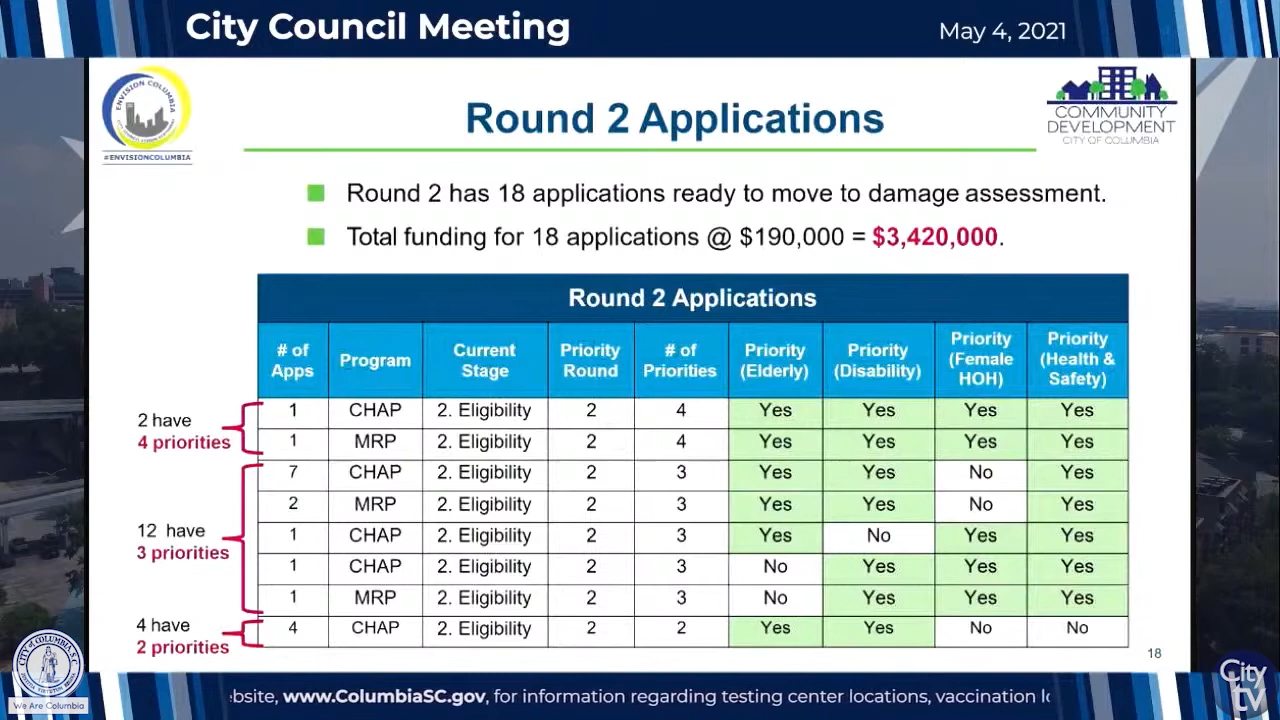 City Council Meeting
May 4, 2021
ENVISION COLUMBIA
#ENVISIONCOLUMBIA
COMMUNITY
DEVELOPMENT
CITY OF COLUMBIA
Round 2 Applications
Round 2 has 18 applications ready to move to damage assessment.
Total funding for 18 applications @ $190,000 = $3,420,000.
Round 2 Applications
# of Apps Program Current Stage Priority Round # of Priorities Priority (Elderly) Priority (Disability) Priority (Female HOH) Priority (Health & Safety)
2 have
4 priorities
1 CHAP 2. Eligibility 2 4 Yes Yes Yes Yes
1 MRP 2. Eligibility 2 4 Yes Yes Yes Yes
12 have
3 priorities
7 CHAP 2. Eligibility 2 3 Yes Yes No Yes
2 MRP 2. Eligibility 2 3 Yes Yes No Yes
1 CHAP 2. Eligibility 2 3 Yes No Yes Yes
1 CHAP 2. Eligibility 2 3 No Yes Yes Yes
1 MRP 2. Eligibility 2 3 No Yes Yes Yes
4 have
2 priorities
4 CHAP 2. Eligibility 2 2 Yes Yes No No
18
CITY OF COLUMBIA S.C.
We Are Columbia
ebsite, www.ColumbiaSC.gov, for information regarding testing center locations, vaccination lo
City
tv